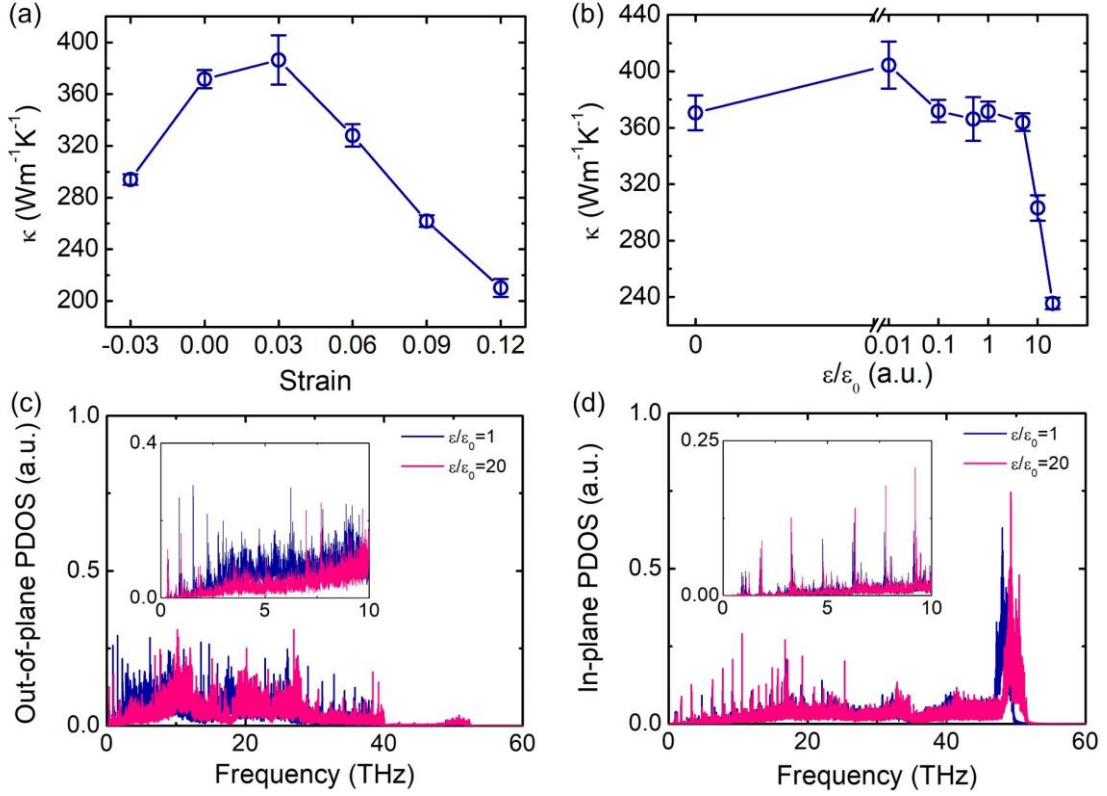 (a)
κ (Wm⁻¹K⁻¹)
400
360
320
280
240
200
-0.03 0.00 0.03 0.06 0.09 0.12
Strain
(b)
κ (Wm⁻¹K⁻¹)
440
400
360
320
280
240
0 0.01 0.1 1 10
ε/ε₀ (a.u.)
(c)
Out-of-plane PDOS (a.u.)
1.0
0.5
0.0
0.4
0.0
0 5 10
ε/ε₀=1
ε/ε₀=20
0 20 40 60
Frequency (THz)
(d)
In-plane PDOS (a.u.)
1.0
0.5
0.0
0.25
0.00
0 5 10
ε/ε₀=1
ε/ε₀=20
0 20 40 60
Frequency (THz)